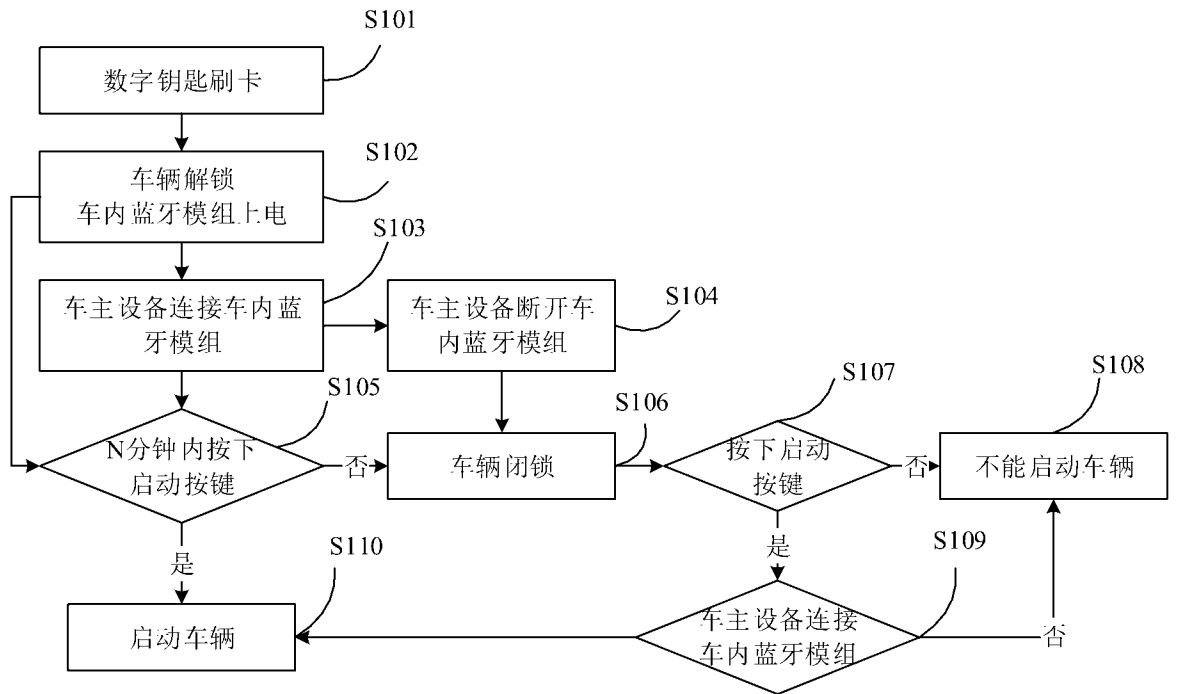 S101
数字钥匙刷卡
S102
车辆解锁
车内蓝牙模组上电
S103
车主设备连接车内蓝
牙模组
S104
车主设备断开车
内蓝牙模组
S105
N分钟内按下
启动按键
否
S106
车辆闭锁
S107
按下启动
按键
否
S108
不能启动车辆
是
S110
启动车辆
是
S109
车主设备连接
车内蓝牙模组
否